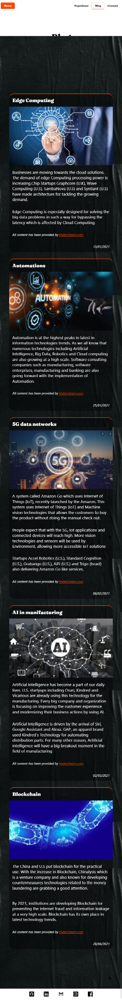 Home
Experience
Blog
Connect
Blog
Edge Computing
EDGE
COMPUTING
Businesses are moving towards the cloud solutions.
The demand of edge Computing processing power is
increasing.Chip Startups Graphcore (U.K), Wave
Computing (U.S), SambaNova (U.S) and Syntiant (U.S)
have made architecture for tackling the growing
demand.
Edge Computing is especially designed for solving the
big data problems in such a way for bypassing the
latency which is affected by Cloud Computing.
All content has been provided by thetechlearn.com
13/01/2021
Automations
AUTOMATION
Automation is at the highest peaks in latest in
information technologies trends. As we all know that
numerous technologies including Artificial
Intelligence, Big Data, Robotics and Cloud computing
are also growing at a high scale. Software consulting
companies such as manufacturing, software
enterprises, manufacturing and banking are also
going forward with the implementation of
Automation.
All content has been provided by thetechlearn.com
25/01/2021
5G data networks
5G
A system called Amazon Go which uses Internet of
Things (IoT), recently launched by the Amazon. This
system uses Internet of Things (IoT) and Machine
vision technologies that allows the customers to buy
the product without doing the manual check out.
People expect that with the 5G, Iot applications and
connected devices will reach high. More vision
technologies and sensors will be used by
Environment, allowing more accessible IoT solutions
Startups Accel Robotics (U.S.), Standard Cognition
(U.S.), Grabango (U.S.), AiFi (U.S.) and Trigo (Israel)
also delivering Amazon Go like services.
All content has been provided by thetechlearn.com
08/02/2021
AI in manifacturing
AI
Artificial Intelligence has become a part of our daily
lives. U.S. startyups including Osari, Kindred and
Vicarious are already using this technology for the
manufacturing. Every big company and organization
is focusing on improving the customer experience
and modernizing their business actions by using AI.
Artificial Intelligence is driven by the arrival of Siri,
Google Assistant and Alexa. GAP, an apparel brand
used Kindred's Technology for automating
distribution parts. For many other reason, Artificial
intelligence will have a big breakout moment in the
field of manufacturing
All content has been provided by thetechlearn.com
02/03/2021
Blockchain
The China and U.S put blockchain for the practical
use. With the increase in Blockchain, Chinalysis which
is a venture company and also known for developing
countermeasures technologies related to the money
laundering are grabbing a good attention.
By 2021, institutions are developing Blockchain for
preventing the internet fraud and information leakage
at a very high scale. Blockchain has its own place in
latest technology trends.
All content has been provided by thetechlearn.com
28/04/2021